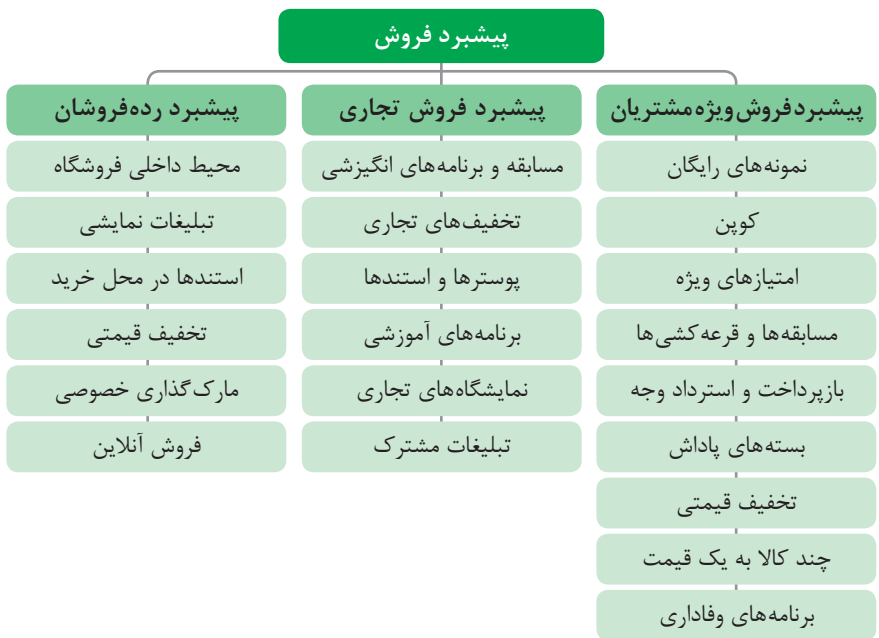 پیشبرد فروش
پیشبرد فروش ویژه مشتریان
نمونه‌های رایگان
کوپن
امتیازهای ویژه
مسابقه‌ها و قرعه‌کشی‌ها
بازپرداخت و استرداد وجه
بسته‌های پاداش
تخفیف قیمتی
چند کالا به یک قیمت
برنامه‌های وفاداری
پیشبرد فروش تجاری
مسابقه و برنامه‌های انگیزشی
تخفیف‌های تجاری
پوسترها و استندها
برنامه‌های آموزشی
نمایشگاه‌های تجاری
تبلیغات مشترک
پیشبرد رده‌فروشان
محیط داخلی فروشگاه
تبلیغات نمایشی
استندها در محل خرید
تخفیف قیمتی
مارک‌گذاری خصوصی
فروش آنلاین